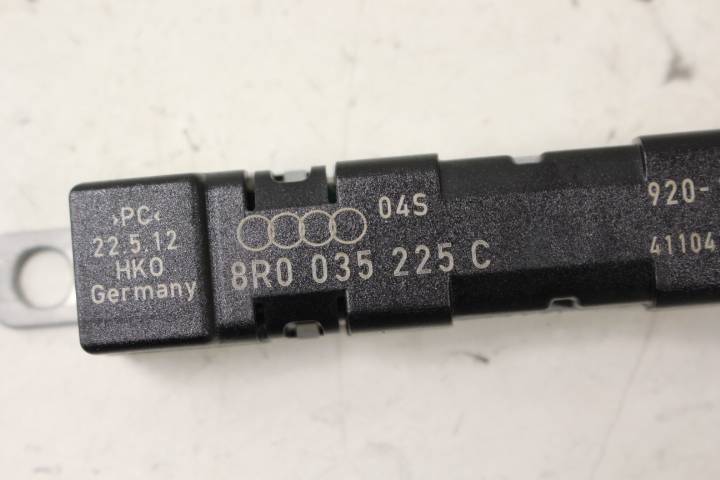 >PC<
22.5.12
HKO
Germany
04S
8R0 035 225 C
920-
41104